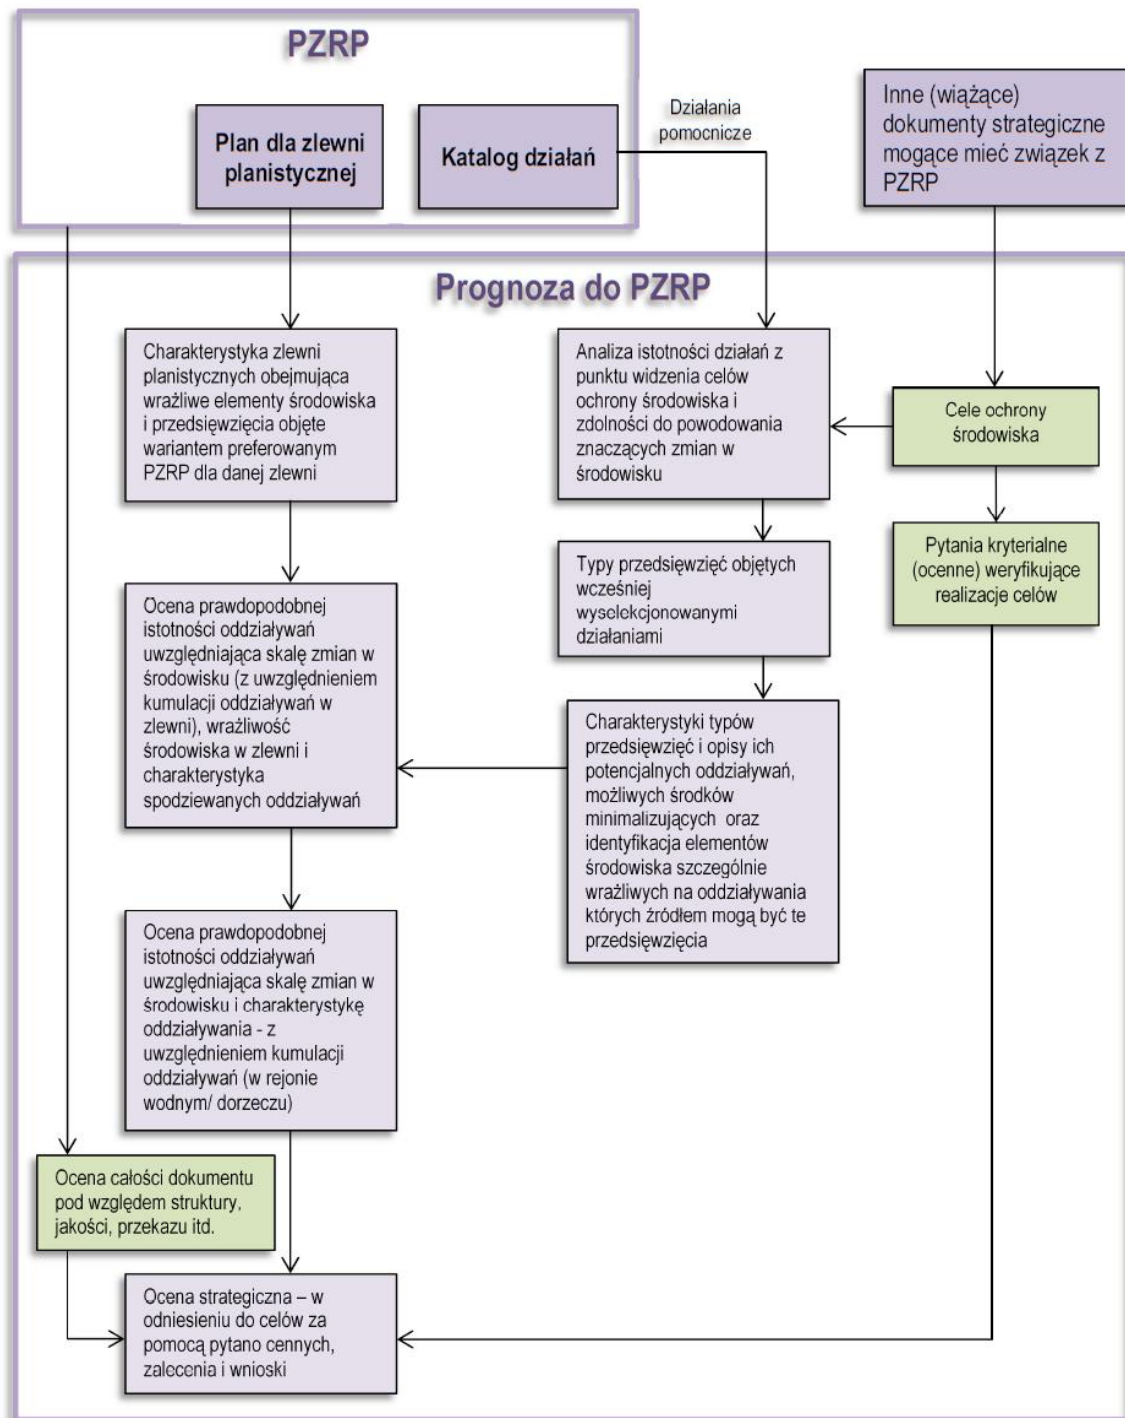 PZRP
Plan dla zlewni
planistycznej
Katalog działań
Działania
pomocnicze
Inne (wiążące)
dokumenty strategiczne
mogące mieć związek z
PZRP
Prognoza do PZRP
Charakterystyka zlewni
planistycznych obejmująca
wrażliwe elementy środowiska
i przedsięwzięcia objęte
wariantem preferowanym
PZRP dla danej zlewni
Analiza istotności działań z
punktu widzenia celów
ochrony środowiska i
zdolności do powodowania
znaczących zmian w
środowisku
Cele ochrony
środowiska
Pytania kryterialne
(ocenne) weryfikujące
realizacje celów
Typy przedsięwzięć objętych
wcześniej
wyselekcjonowanymi
działaniami
Ocena prawdopodobnej
istotności oddziaływań
uwzględniająca skalę zmian w
środowisku (z uwzględnieniem
kumulacji oddziaływań w
zlewni), wrażliwość
środowiska w zlewni i
charakterystyka
spodziewanych oddziaływań
Charakterystyki typów
przedsięwzięć i opisy ich
potencjalnych oddziaływań,
możliwych środków
minimalizujących oraz
identyfikacja elementów
środowiska szczególnie
wrażliwych na oddziaływania
których źródłem mogą być te
przedsięwzięcia
Ocena prawdopodobnej
istotności oddziaływań
uwzględniająca skalę zmian w
środowisku i charakterystykę
oddziaływania - z
uwzględnieniem kumulacji
oddziaływań (w rejonie
wodnym/ dorzeczu)
Ocena całości dokumentu
pod względem struktury,
jakości, przekazu itd.
Ocena strategiczna – w
odniesieniu do celów za
pomocą pytano cennych,
zalecenia i wnioski